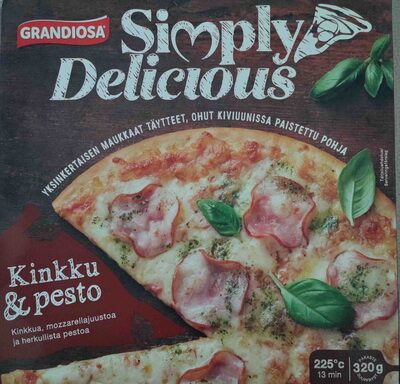 GRANDIOSA®
Simply
Delicious
YKSINKERTAISEN MAUKKAAT TÄYTTEET, OHUT KIVIUUNISSA PAISTETTU POHJA
Kinkku
& pesto
Kinkkua, mozzarellajuustoa
ja herkullista pestoa
225°C
13 min
320g